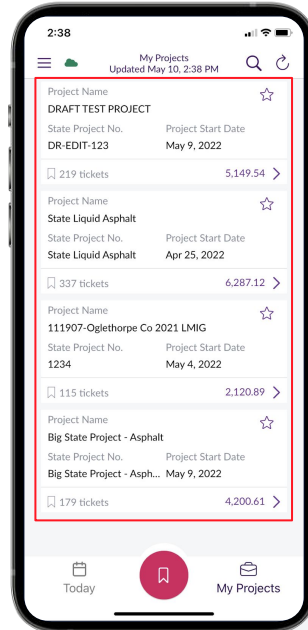 2:38
My Projects
Updated May 10, 2:38 PM
Project Name
DRAFT TEST PROJECT
State Project No. Project Start Date
DR-EDIT-123 May 9, 2022
219 tickets 5,149.54
Project Name
State Liquid Asphalt
State Project No. Project Start Date
State Liquid Asphalt Apr 25, 2022
337 tickets 6,287.12
Project Name
111907-Oglethorpe Co 2021 LMIG
State Project No. Project Start Date
1234 May 4, 2022
115 tickets 2,120.89
Project Name
Big State Project - Asphalt
State Project No. Project Start Date
Big State Project - Asph... May 9, 2022
179 tickets 4,200.61
Today My Projects